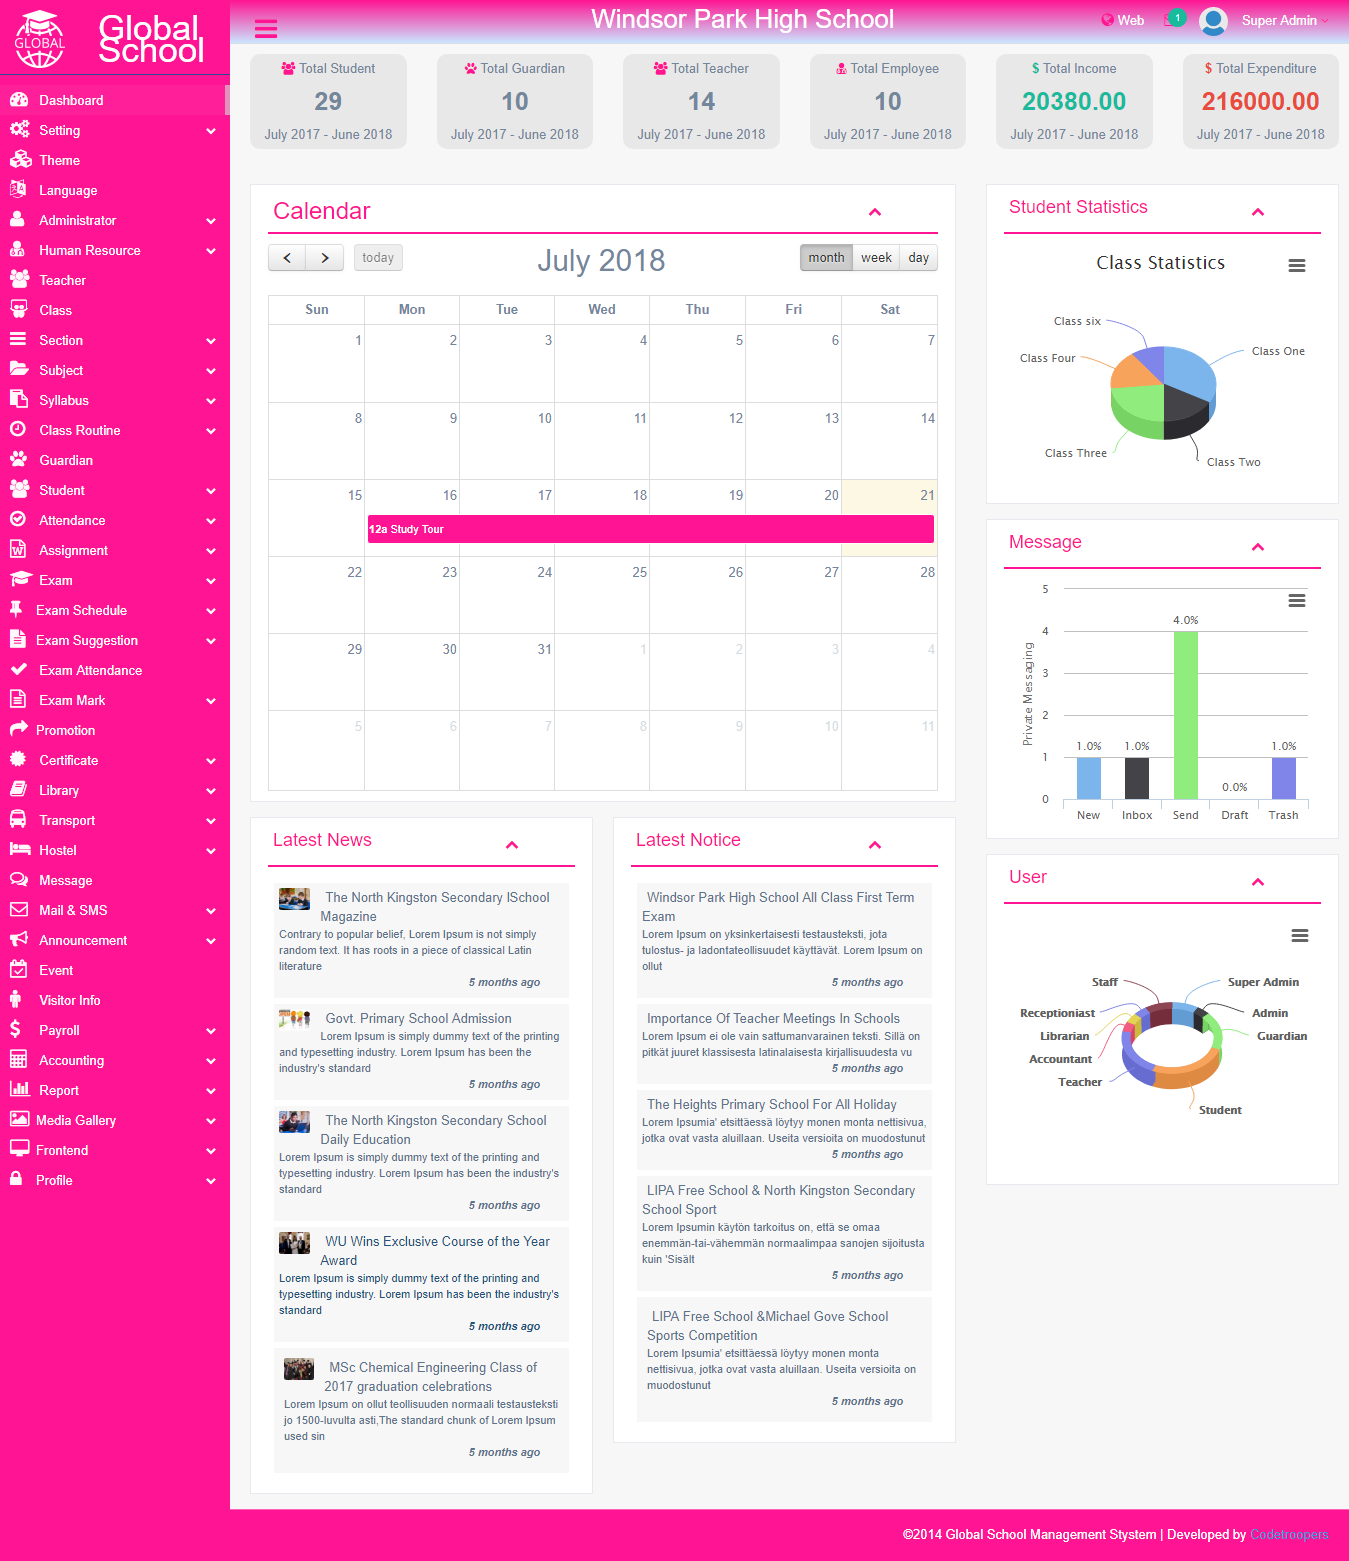 GLOBAL
Global
School
Windsor Park High School
Web
1
Super Admin
Dashboard
Setting
Theme
Language
Administrator
Human Resource
Teacher
Class
Section
Subject
Syllabus
Class Routine
Guardian
Student
Attendance
Assignment
Exam
Exam Schedule
Exam Suggestion
Exam Attendance
Exam Mark
Promotion
Certificate
Library
Transport
Hostel
Message
Mail & SMS
Announcement
Event
Visitor Info
Payroll
Accounting
Report
Media Gallery
Frontend
Profile
Total Student
29
July 2017 - June 2018
Total Guardian
10
July 2017 - June 2018
Total Teacher
14
July 2017 - June 2018
Total Employee
10
July 2017 - June 2018
$ Total Income
20380.00
July 2017 - June 2018
$ Total Expenditure
216000.00
July 2017 - June 2018
Calendar
today
July 2018
month week day
Sun Mon Tue Wed Thu Fri Sat
1 2 3 4 5 6 7
8 9 10 11 12 13 14
15 16 17 18 19 20 21
12a Study Tour
22 23 24 25 26 27 28
29 30 31 1 2 3 4
5 6 7 8 9 10 11
Student Statistics
Class Statistics
Class six
Class One
Class Four
Class Three
Class Two
Message
Private Messaging
5
4
3
2
1
0
1.0% 1.0% 4.0% 0.0% 1.0%
New Inbox Send Draft Trash
User
Staff
Super Admin
Receptioniast
Admin
Librarian
Guardian
Accountant
Teacher
Student
Latest News
The North Kingston Secondary lSchool
Magazine
Contrary to popular belief, Lorem Ipsum is not simply
random text. It has roots in a piece of classical Latin
literature
5 months ago
Govt. Primary School Admission
Lorem Ipsum is simply dummy text of the printing
and typesetting industry. Lorem Ipsum has been the
industry's standard
5 months ago
The North Kingston Secondary School
Daily Education
Lorem Ipsum is simply dummy text of the printing and
typesetting industry. Lorem Ipsum has been the industry's
standard
5 months ago
WU Wins Exclusive Course of the Year
Award
Lorem Ipsum is simply dummy text of the printing and
typesetting industry. Lorem Ipsum has been the industry's
standard
5 months ago
MSc Chemical Engineering Class of
2017 graduation celebrations
Lorem Ipsum on ollut teollisuuden normaali testausteksti
jo 1500-luvulta asti,The standard chunk of Lorem Ipsum
used sin
5 months ago
Latest Notice
Windsor Park High School All Class First Term
Exam
Lorem Ipsum on yksinkertaisesti testausteksti, jota
tulostus- ja ladontateollisuudet käyttävät. Lorem Ipsum on
ollut
5 months ago
Importance Of Teacher Meetings In Schools
Lorem Ipsum ei ole vain sattumanvarainen teksti. Sillä on
pitkät juuret klassisesta latinalaisesta kirjallisuudesta vu
5 months ago
The Heights Primary School For All Holiday
Lorem Ipsumia' etsittäessä löytyy monen monta nettisivua,
jotka ovat vasta aluillaan. Useita versioita on muodostunut
5 months ago
LIPA Free School & North Kingston Secondary
School Sport
Lorem Ipsumin käytön tarkoitus on, että se omaa
enemmän-tai-vähemmän normaalimpaa sanojen sijoitusta
kuin 'Sisält
5 months ago
LIPA Free School &Michael Gove School
Sports Competition
Lorem Ipsumia' etsittäessä löytyy monen monta
nettisivua, jotka ovat vasta aluillaan. Useita versioita on
muodostunut
5 months ago
©2014 Global School Management Stystem | Developed by Codetroopers